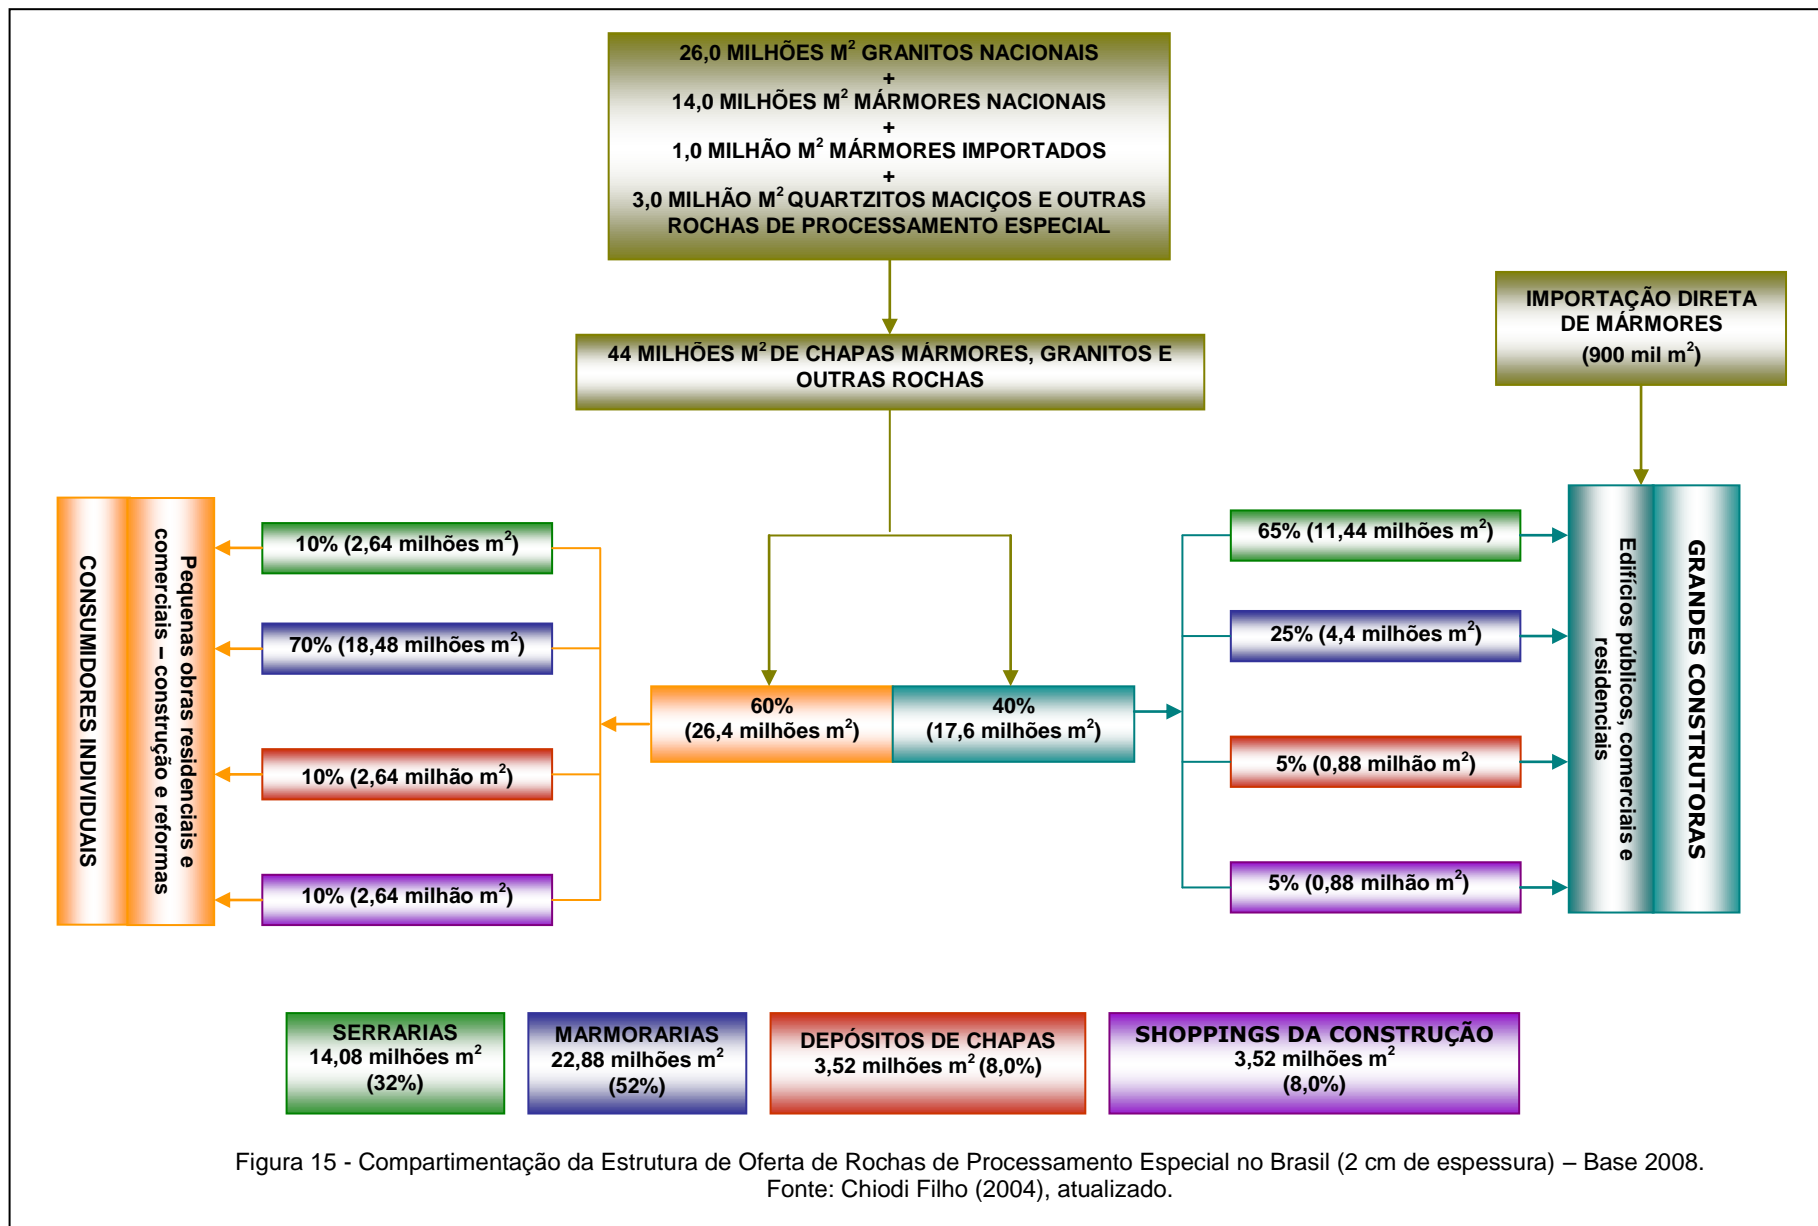 26,0 MILHÕES M² GRANITOS NACIONAIS
+
14,0 MILHÕES M² MÁRMORES NACIONAIS
+
1,0 MILHÃO M² MÁRMORES IMPORTADOS
+
3,0 MILHÃO M² QUARTZITOS MACIÇOS E OUTRAS
ROCHAS DE PROCESSAMENTO ESPECIAL
IMPORTAÇÃO DIRETA
DE MÁRMORES
(900 mil m²)
44 MILHÕES M² DE CHAPAS MÁRMORES, GRANITOS E
OUTRAS ROCHAS
CONSUMIDORES INDIVIDUAIS
Pequenas obras residenciais e
comerciais – construção e reformas
10% (2,64 milhões m²)
70% (18,48 milhões m²)
10% (2,64 milhão m²)
10% (2,64 milhão m²)
60%
(26,4 milhões m²)
40%
(17,6 milhões m²)
65% (11,44 milhões m²)
25% (4,4 milhões m²)
5% (0,88 milhão m²)
5% (0,88 milhão m²)
GRANDES CONSTRUTORAS
Edifícios públicos, comerciais e
residenciais
SERRARIAS
14,08 milhões m²
(32%)
MARMORARIAS
22,88 milhões m²
(52%)
DEPÓSITOS DE CHAPAS
3,52 milhões m² (8,0%)
SHOPPINGS DA CONSTRUÇÃO
3,52 milhões m²
(8,0%)
Figura 15 - Compartimentação da Estrutura de Oferta de Rochas de Processamento Especial no Brasil (2 cm de espessura) – Base 2008.
Fonte: Chiodi Filho (2004), atualizado.